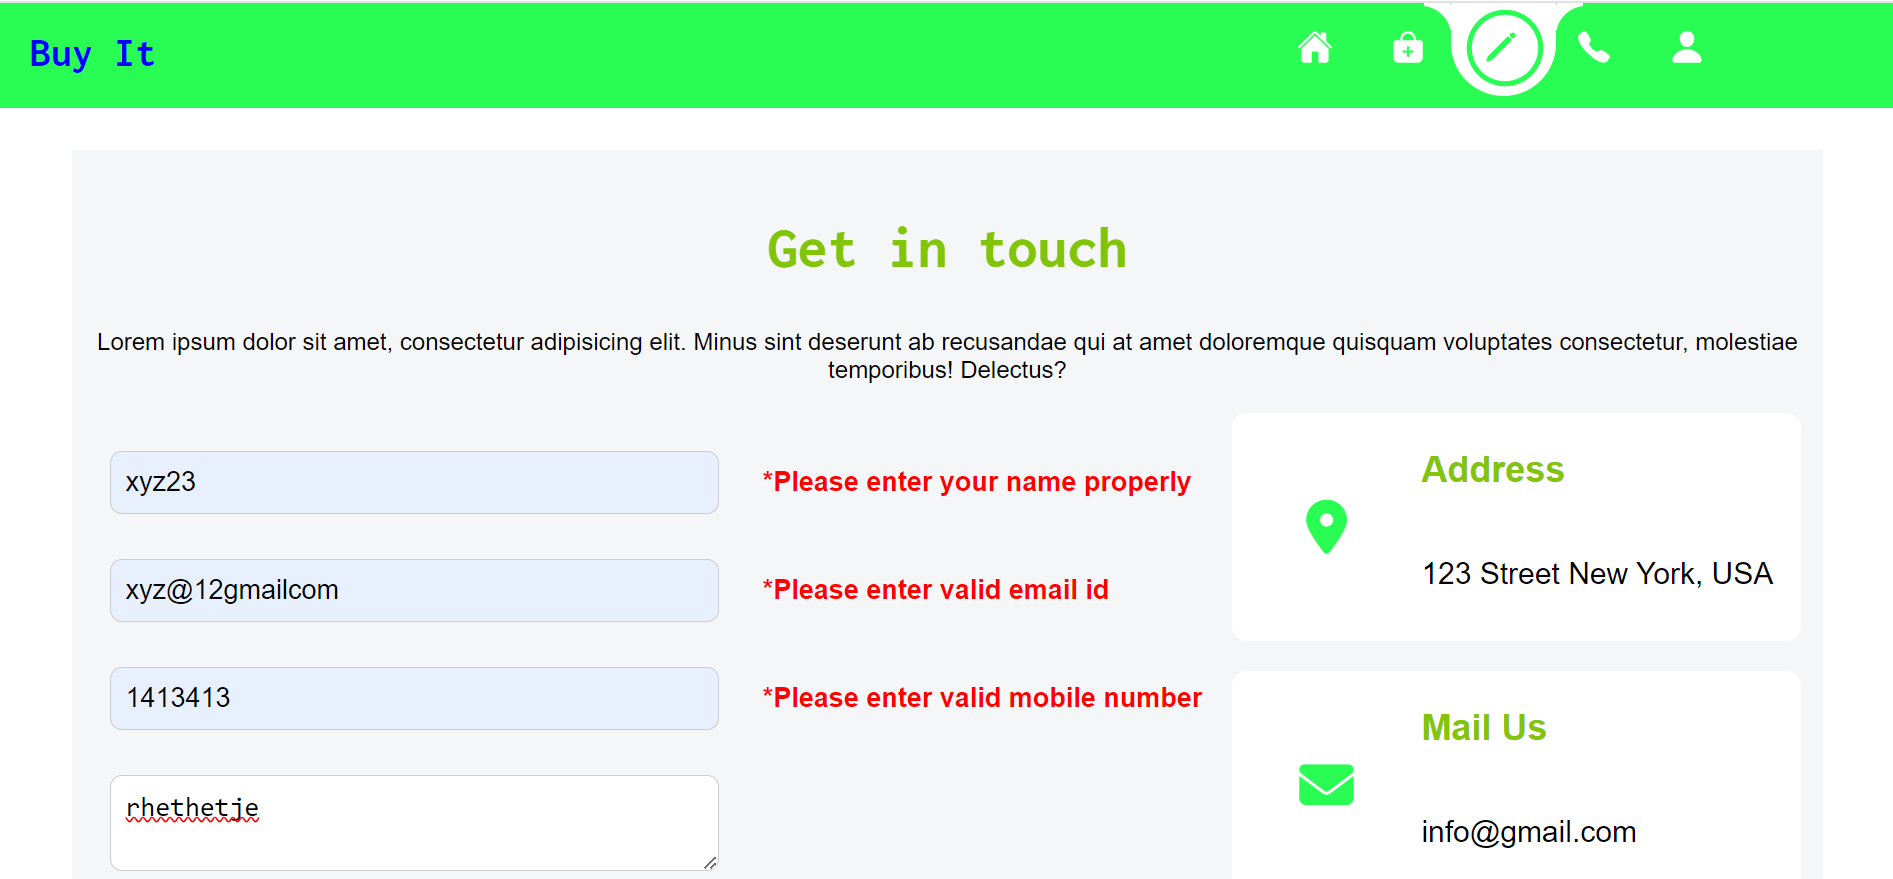 Buy It
Get in touch
Lorem ipsum dolor sit amet, consectetur adipisicing elit. Minus sint deserunt ab recusandae qui at amet doloremque quisquam voluptates consectetur, molestiae
temporibus! Delectus?
xyz23
*Please enter your name properly
xyz@12gmailcom
*Please enter valid email id
1413413
*Please enter valid mobile number
rhethetje
Address
123 Street New York, USA
Mail Us
info@gmail.com